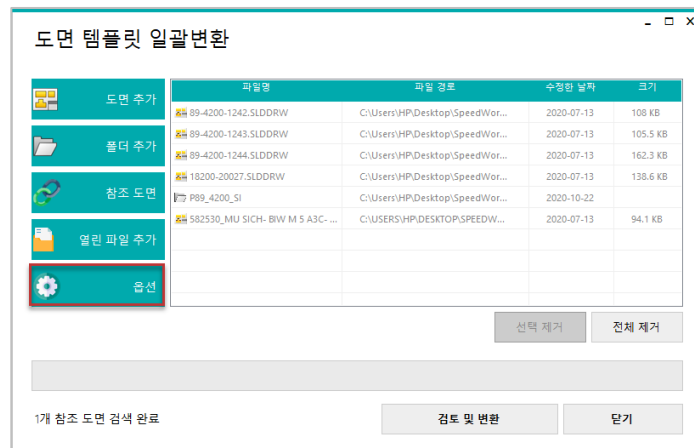 도면 템플릿 일괄변환
도면 추가
폴더 추가
참조 도면
열린 파일 추가
옵션
파일명 파일 경로 수정한 날짜 크기
89-4200-1242.SLDDRW C:\Users\HP\Desktop\SpeedWor... 2020-07-13 108 KB
89-4200-1243.SLDDRW C:\Users\HP\Desktop\SpeedWor... 2020-07-13 105.5 KB
89-4200-1244.SLDDRW C:\Users\HP\Desktop\SpeedWor... 2020-07-13 162.3 KB
18200-20027.SLDDRW C:\Users\HP\Desktop\SpeedWor... 2020-07-13 138.6 KB
P89_4200_SI C:\Users\HP\Desktop\SpeedWor... 2020-10-22
582530_MU SICH- BIW M 5 A3C- ... C:\USERS\HP\DESKTOP\SPEEDW... 2020-07-13 94.1 KB
선택 제거 전체 제거
1개 참조 도면 검색 완료
검토 및 변환 닫기